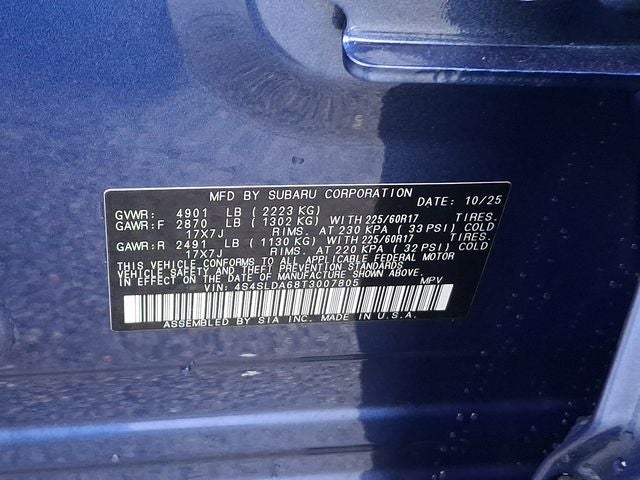 MFD BY SUBARU CORPORATION DATE: 10/25
GVWR: 4901 LB (2223 KG)
GAWR:F 2870 LB (1302 KG) WITH 225/60R17 TIRES.
17X7J RIMS. AT 230 KPA ( 33 PSI) COLD
GAWR:R 2491 LB (1130 KG) WITH 225/60R17 TIRES.
17X7J RIMS. AT 220 KPA ( 32 PSI) COLD
THIS VEHICLE CONFORMS TO ALL APPLICABLE FEDERAL MOTOR
VEHICLE SAFETY AND THEFT PREVENTION STANDARDS
IN EFFECT ON THE DATE OF MANUFACTURE SHOWN ABOVE.
VIN: 4S4SLDA68T3007805 MPV
ASSEMBLED BY SIA INC. MADE IN U.S.A.